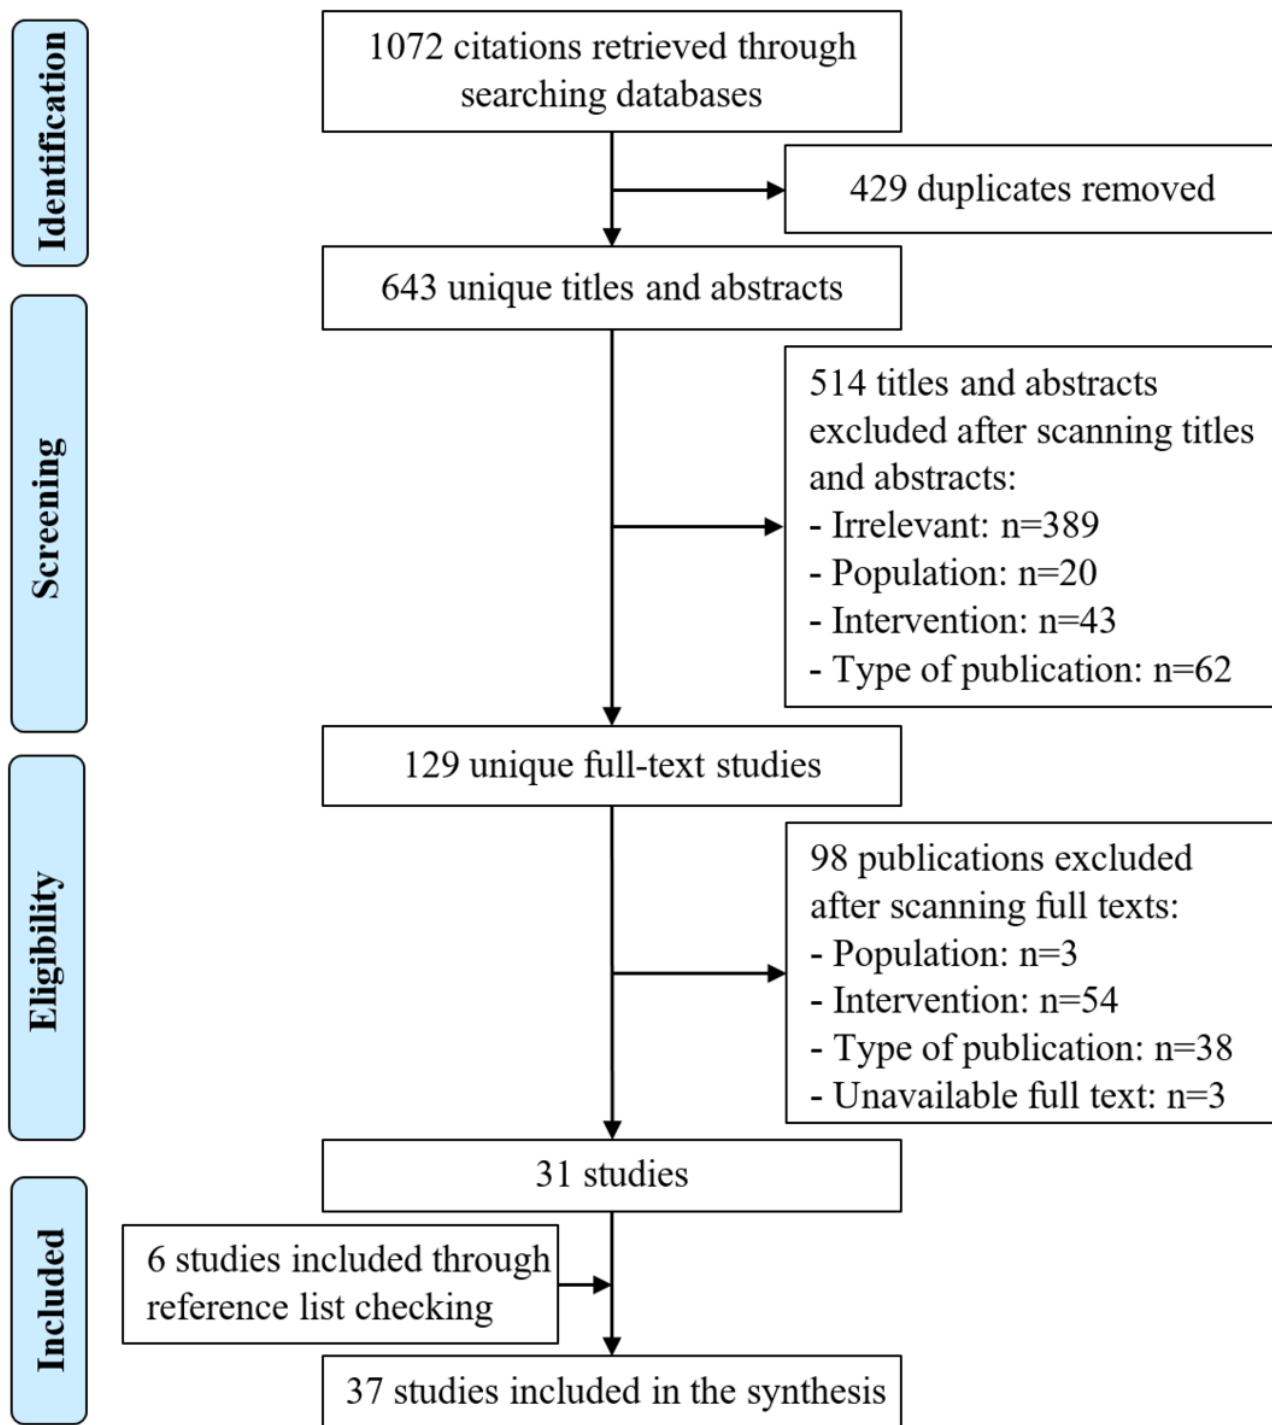 Identification
1072 citations retrieved through
searching databases
429 duplicates removed
643 unique titles and abstracts
Screening
514 titles and abstracts
excluded after scanning titles
and abstracts:
- Irrelevant: n=389
- Population: n=20
- Intervention: n=43
- Type of publication: n=62
129 unique full-text studies
Eligibility
98 publications excluded
after scanning full texts:
- Population: n=3
- Intervention: n=54
- Type of publication: n=38
- Unavailable full text: n=3
31 studies
Included
6 studies included through
reference list checking
37 studies included in the synthesis